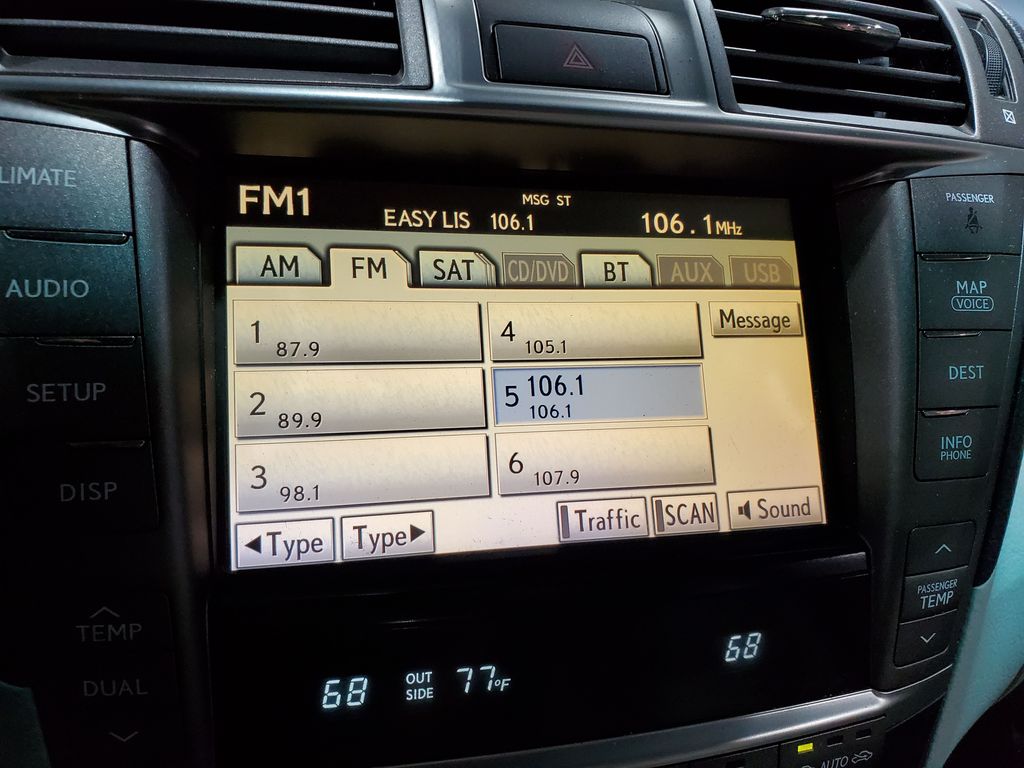 LIMATE
AUDIO
SETUP
DISP
TEMP
DUAL
FM1
MSG ST
EASY LIS 106.1
106.1MHz
AM FM SAT CD/DVD BT AUX USB
1 87.9
2 89.9
3 98.1
4 105.1
5 106.1
106.1
6 107.9
Message
◀Type Type▶
Traffic SCAN Sound
68 OUT SIDE 77°F
68
PASSENGER
MAP
VOICE
DEST
INFO
PHONE
PASSENGER
TEMP
AUTO